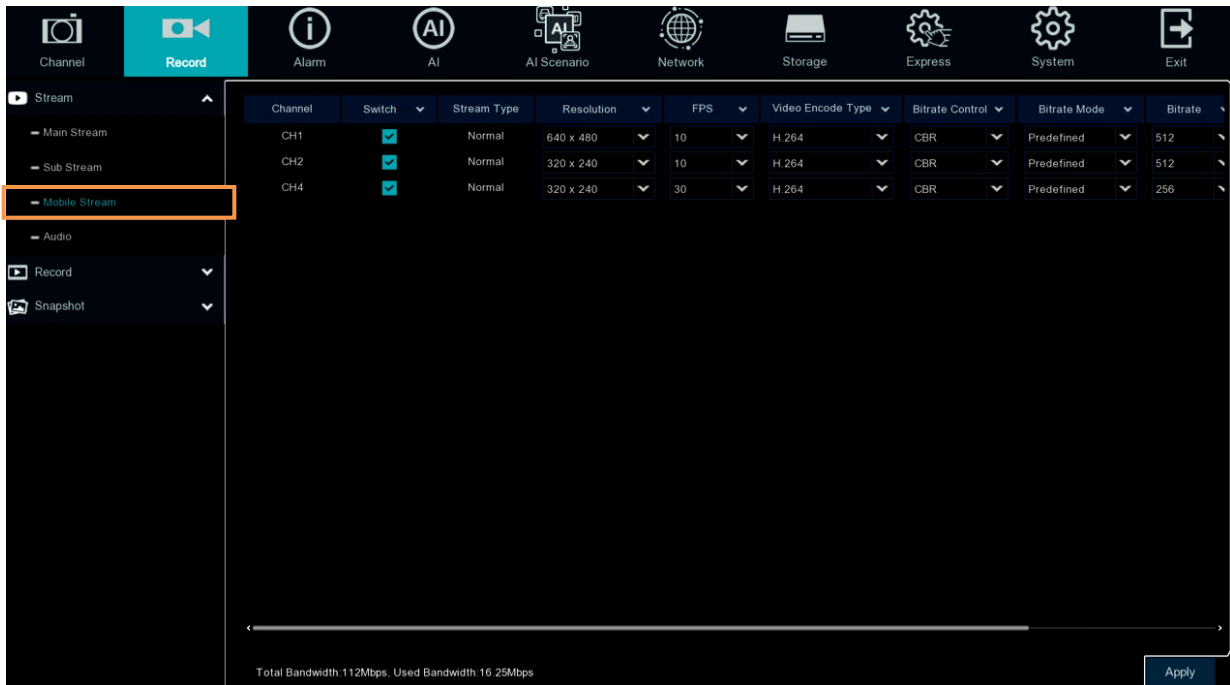 Channel Record Alarm AI AI Scenario Network Storage Express System Exit
Stream
Main Stream
Sub Stream
Mobile Stream
Audio
Record
Snapshot
Channel Switch Stream Type Resolution FPS Video Encode Type Bitrate Control Bitrate Mode Bitrate
CH1 Normal 640 x 480 10 H.264 CBR Predefined 512
CH2 Normal 320 x 240 10 H.264 CBR Predefined 512
CH4 Normal 320 x 240 30 H.264 CBR Predefined 256
Total Bandwidth:112Mbps, Used Bandwidth:16.25Mbps
Apply